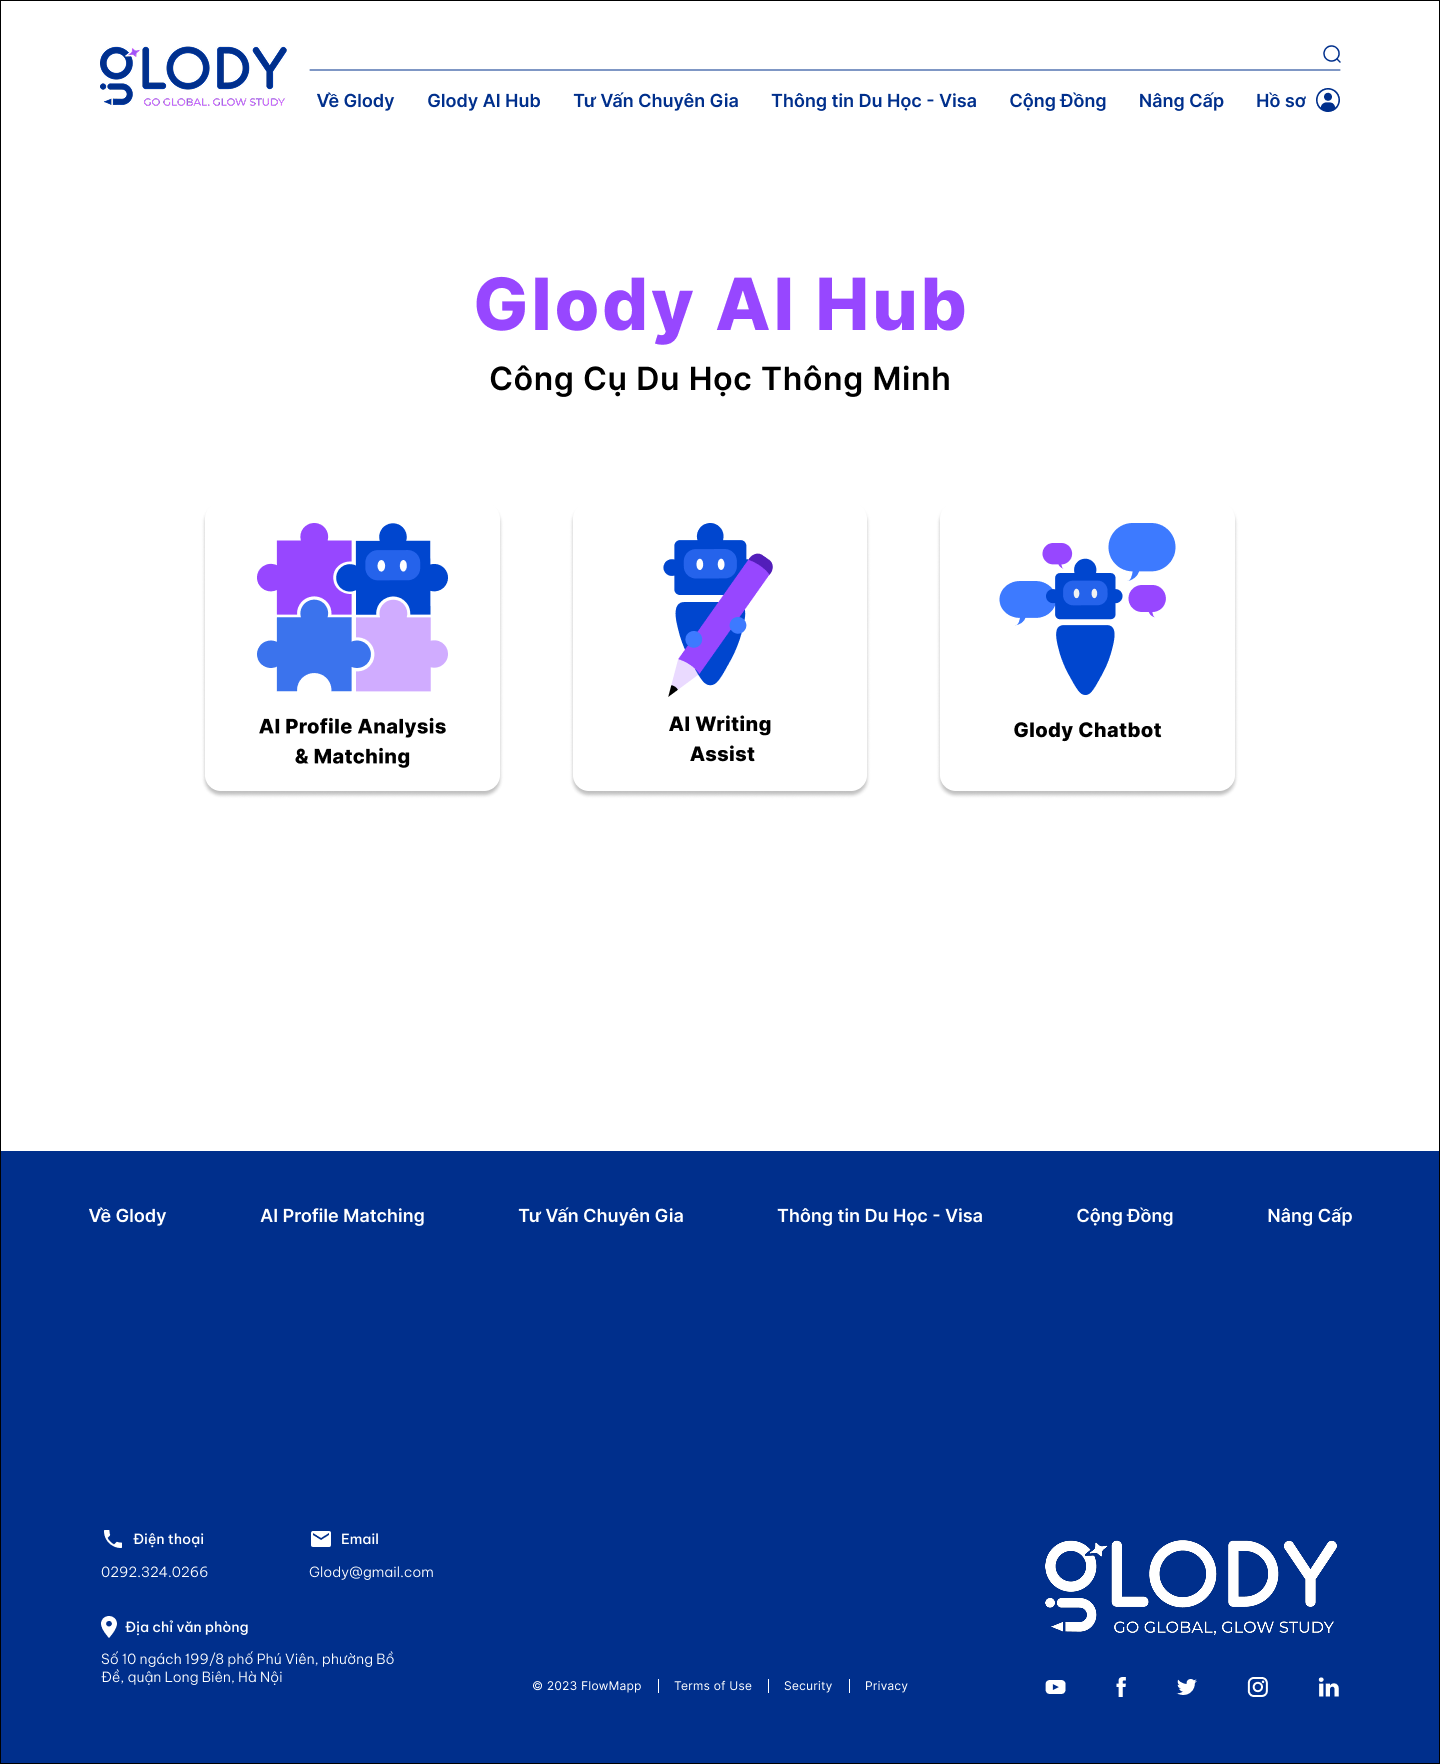 gLODY
GO GLOBAL, GLOW STUDY
Về Glody
Glody AI Hub
Tư Vấn Chuyên Gia
Thông tin Du Học - Visa
Cộng Đồng
Nâng Cấp
Hồ sơ
Glody AI Hub
Công Cụ Du Học Thông Minh
AI Profile Analysis
& Matching
AI Writing
Assist
Glody Chatbot
Về Glody
AI Profile Matching
Tư Vấn Chuyên Gia
Thông tin Du Học - Visa
Cộng Đồng
Nâng Cấp
Điện thoại
0292.324.0266
Email
Glody@gmail.com
Địa chỉ văn phòng
Số 10 ngách 199/8 phố Phú Viên, phường Bồ
Đề, quận Long Biên, Hà Nội
© 2023 FlowMapp
Terms of Use
Security
Privacy
gLODY
GO GLOBAL, GLOW STUDY